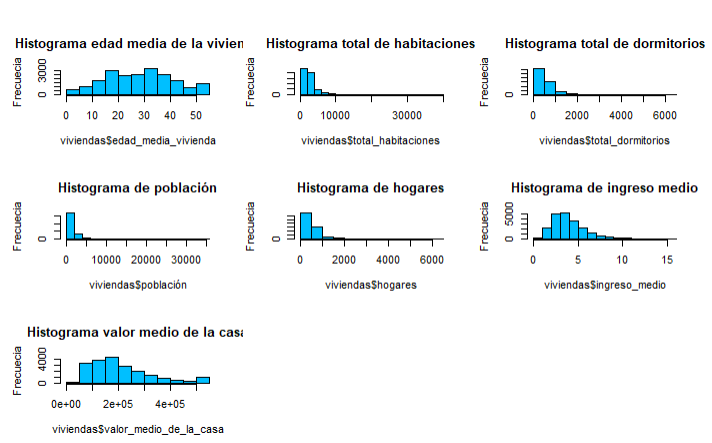 Histograma edad media de la vivien
Frecuecia
0 3000
0 10 20 30 40 50
viviendas$edad_media_vivienda
Histograma total de habitaciones
Frecuecia
0
0 10000 30000
viviendas$total_habitaciones
Histograma total de dormitorios
Frecuecia
0
0 2000 4000 6000
viviendas$total_dormitorios
Histograma de población
Frecuecia
0
0 10000 20000 30000
viviendas$población
Histograma de hogares
Frecuecia
0
0 2000 4000 6000
viviendas$hogares
Histograma de ingreso medio
Frecuecia
0 5000
0 5 10 15
viviendas$ingreso_medio
Histograma valor medio de la casa
Frecuecia
0 4000
0e+00 2e+05 4e+05
viviendas$valor_medio_de_la_casa